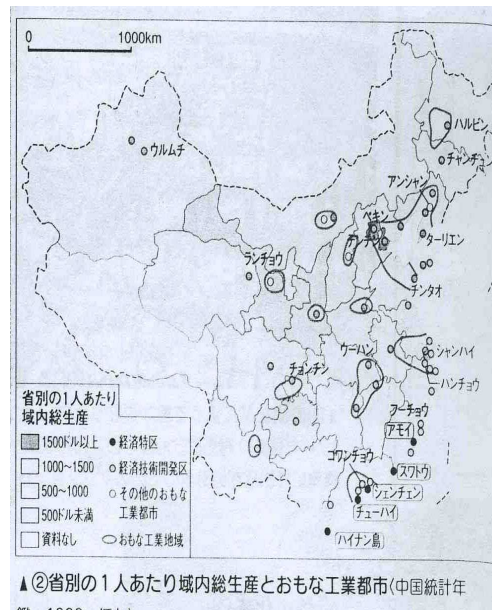 0 1000km
ハルビン
チャンチュ
ウルムチ
アンシャン
ペキン
テンチン
ターリエン
ランチョウ
チンタオ
ウーハン
シャンハイ
ハンチョウ
チョンチン
フーチョウ
アモイ
スワトウ
コワンチョウ
シェンチェン
チューハイ
ハイナン島
省別の1人あたり
域内総生産
1500ドル以上
1000〜1500
500〜1000
500ドル未満
資料なし
●経済特区
経済技術開発区
○その他のおもな
工業都市
おもな工業地域
▲②省別の1人あたり域内総生産とおもな工業都市〈中国統計年